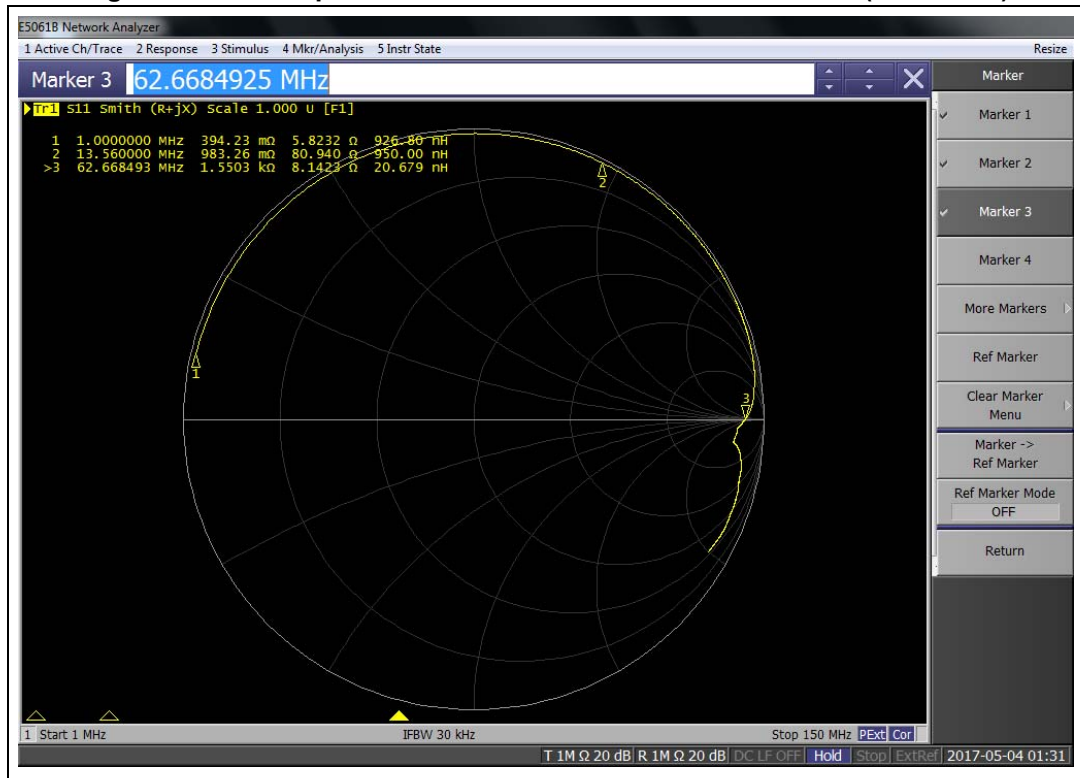 E5061B Network Analyzer
1 Active Ch/Trace 2 Response 3 Stimulus 4 Mkr/Analysis 5 Instr State Resize
Marker 3 62.6684925 MHz
Marker
Tr1 S11 Smith (R+jX) Scale 1.000 U [F1]
1 1.0000000 MHz 394.23 mΩ 5.8232 Ω 926.80 nH
2 13.560000 MHz 983.26 mΩ 80.940 Ω 950.00 nH
>3 62.668493 MHz 1.5503 kΩ 8.1423 Ω 20.679 nH
1
2
3
Marker 1
Marker 2
Marker 3
Marker 4
More Markers
Ref Marker
Clear Marker
Menu
Marker ->
Ref Marker
Ref Marker Mode
OFF
Return
1 Start 1 MHz IFBW 30 kHz Stop 150 MHz PExt Cor
T 1M Ω 20 dB R 1M Ω 20 dB DC LF OFF Hold Stop ExtRef 2017-05-04 01:31